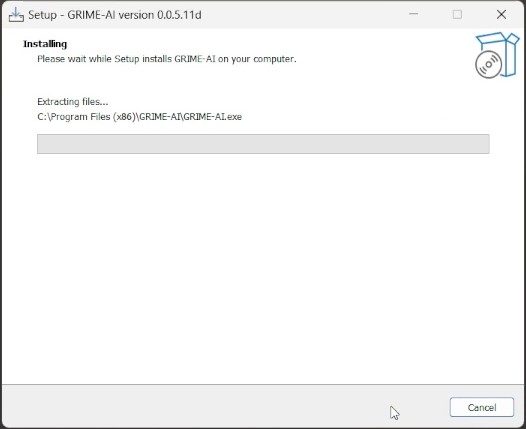 Setup - GRIME-AI version 0.0.5.11d
Installing
Please wait while Setup installs GRIME-AI on your computer.
Extracting files...
C:\Program Files (x86)\GRIME-AI\GRIME-AI.exe
Cancel